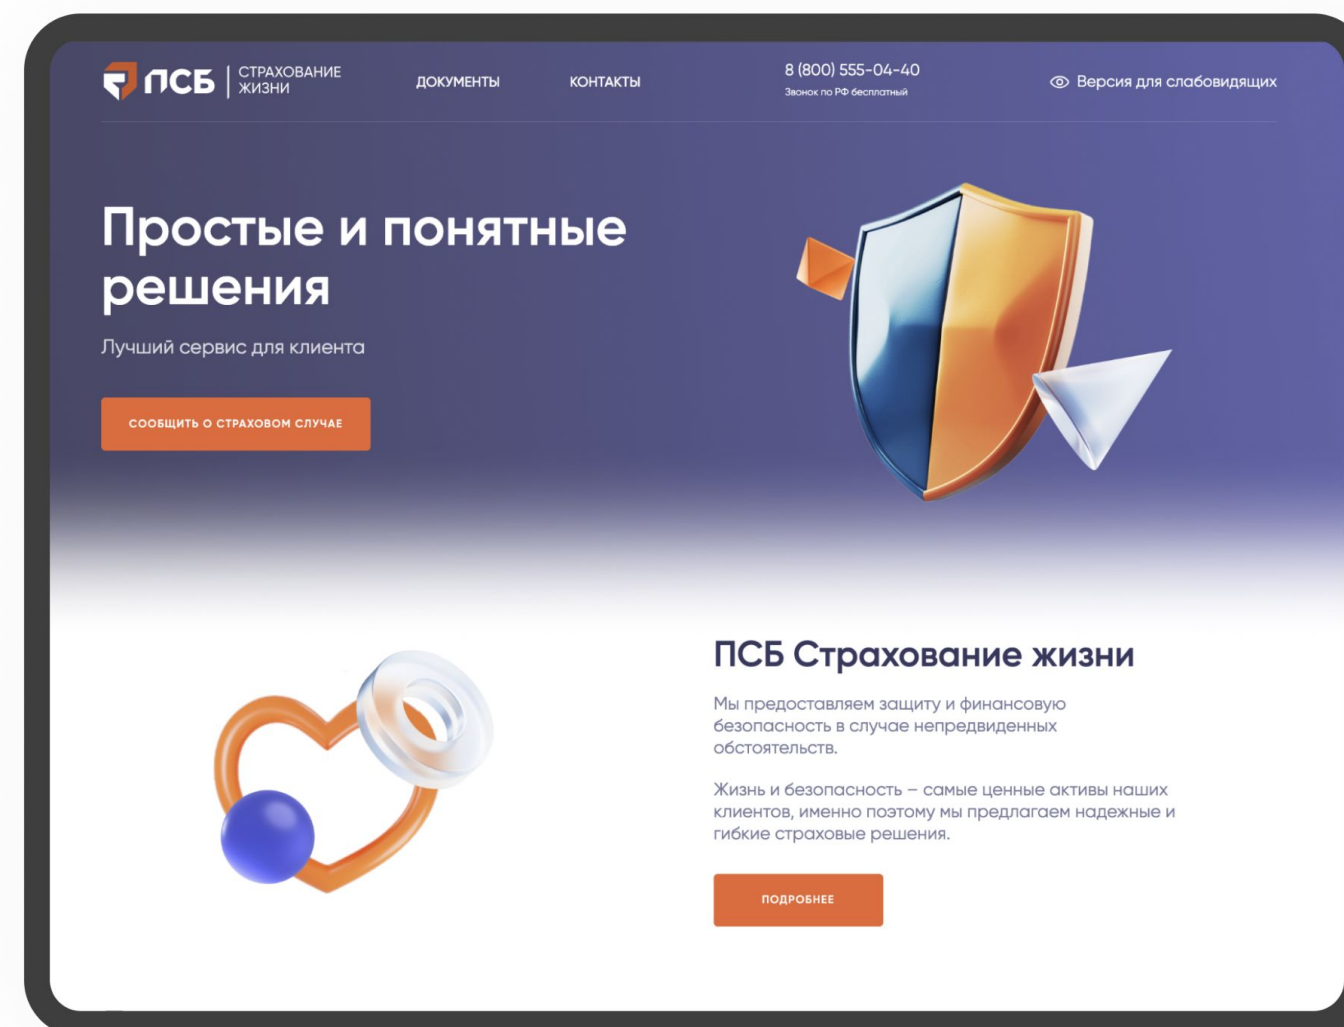 ПСБ
СТРАХОВАНИЕ
ЖИЗНИ
ДОКУМЕНТЫ
КОНТАКТЫ
8 (800) 555-04-40
Звонок по РФ бесплатный
Версия для слабовидящих
Простые и понятные
решения
Лучший сервис для клиента
СООБЩИТЬ О СТРАХОВОМ СЛУЧАЕ
ПСБ Страхование жизни
Мы предоставляем защиту и финансовую
безопасность в случае непредвиденных
обстоятельств.
Жизнь и безопасность – самые ценные активы наших
клиентов, именно поэтому мы предлагаем надежные и
гибкие страховые решения.
ПОДРОБНЕЕ